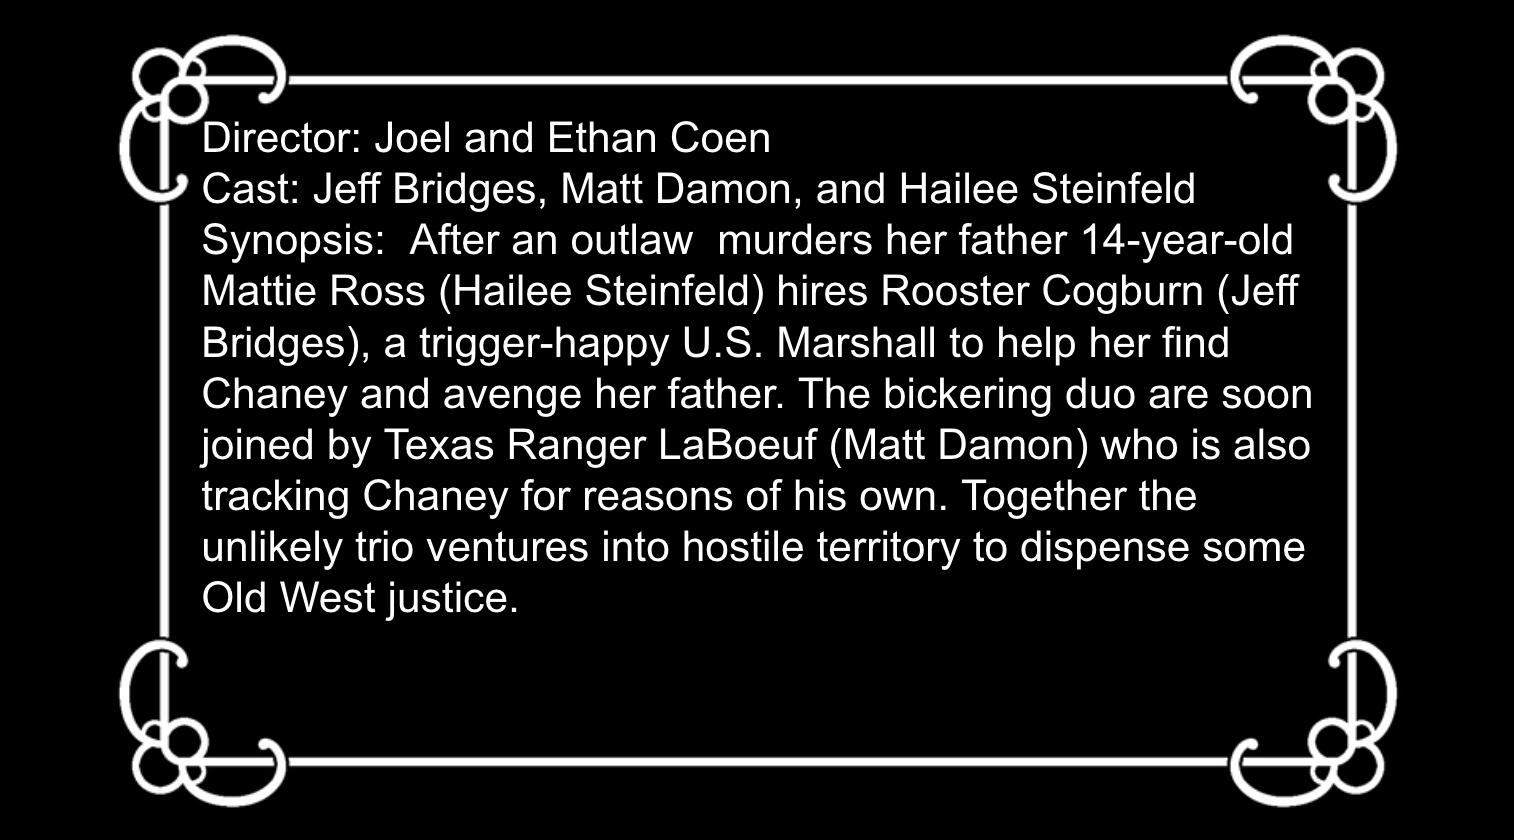 Director: Joel and Ethan Coen
Cast: Jeff Bridges, Matt Damon, and Hailee Steinfeld
Synopsis:  After an outlaw  murders her father 14-year-old
Mattie Ross (Hailee Steinfeld) hires Rooster Cogburn (Jeff
Bridges), a trigger-happy U.S. Marshall to help her find
Chaney and avenge her father. The bickering duo are soon
joined by Texas Ranger LaBoeuf (Matt Damon) who is also
tracking Chaney for reasons of his own. Together the
unlikely trio ventures into hostile territory to dispense some
Old West justice.